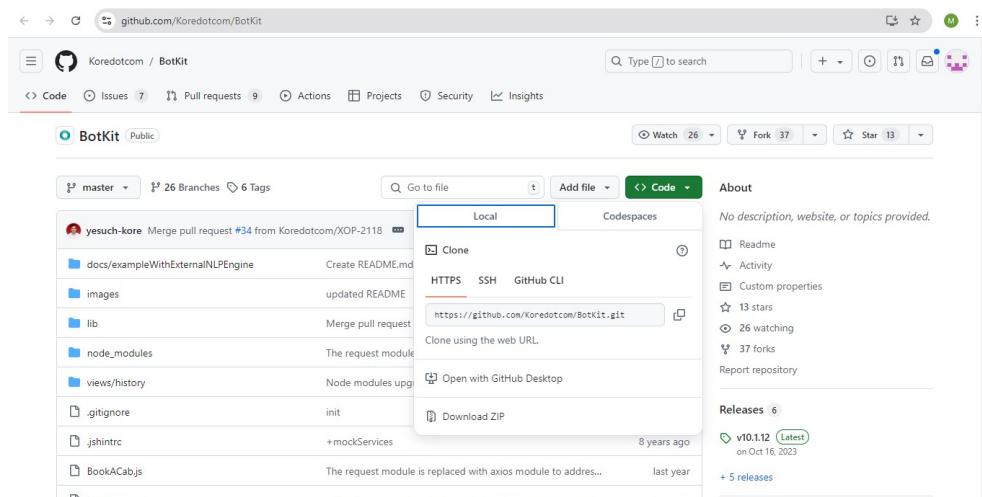 github.com/Koredotcom/BotKit
M
Koredotcom / BotKit
Type / to search
<> Code Issues 7 Pull requests 9 Actions Projects Security Insights
BotKit Public
Watch 26 Fork 37 Star 13
master 26 Branches 6 Tags Go to file t Add file <> Code
About
Local Codespaces
No description, website, or topics provided.
yesuch-kore Merge pull request #34 from Koredotcom/XOP-2118
Clone
Readme
docs/exampleWithExternalNLPEngine Create README.md
Activity
HTTPS SSH GitHub CLI
Custom properties
images updated README
13 stars
https://github.com/Koredotcom/BotKit.git
lib Merge pull request
26 watching
Clone using the web URL.
37 forks
node_modules The request module
Report repository
Open with GitHub Desktop
views/history Node modules upg
.gitignore init
Download ZIP
Releases 6
.jshintrc +mockServices 8 years ago
v10.1.12 Latest
on Oct 16, 2023
BookACab.js The request module is replaced with axios module to addres... last year
+ 5 releases